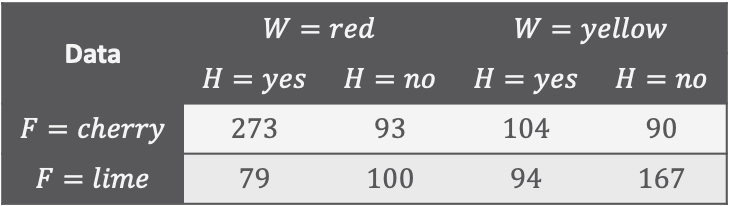 Data W = red W = yellow
H = yes H = no H = yes H = no
F = cherry 273 93 104 90
F = lime 79 100 94 167